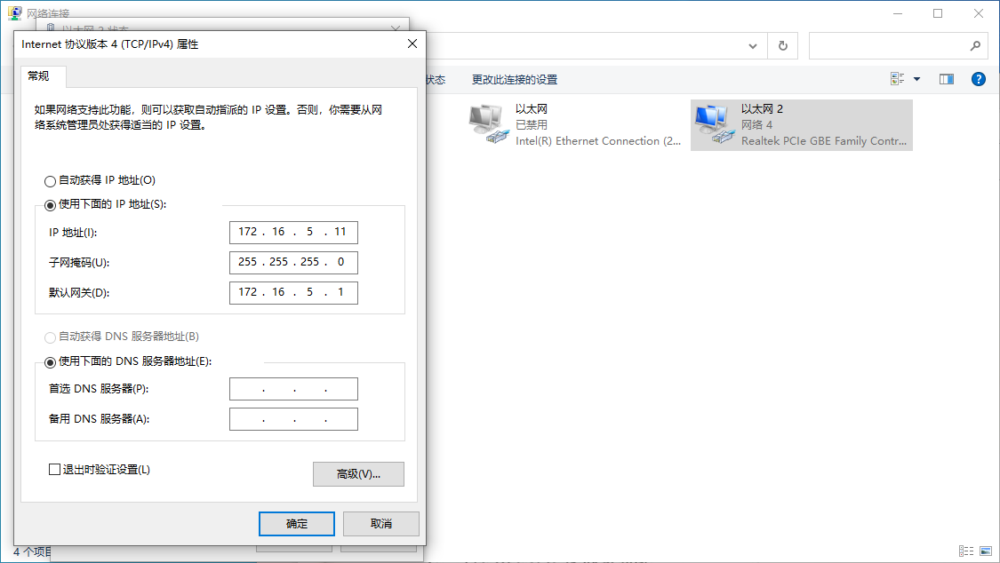 网络连接
以太网 2 状态
Internet 协议版本 4 (TCP/IPv4) 属性
常规
状态
更改此连接的设置
如果网络支持此功能，则可以获取自动指派的 IP 设置。否则，你需要从网
络系统管理员处获得适当的 IP 设置。
以太网
已禁用
Intel(R) Ethernet Connection (2...
以太网 2
网络 4
Realtek PCIe GBE Family Contr...
自动获得 IP 地址(O)
使用下面的 IP 地址(S):
IP 地址(I):
172 . 16 . 5 . 11
子网掩码(U):
255 . 255 . 255 . 0
默认网关(D):
172 . 16 . 5 . 1
自动获得 DNS 服务器地址(B)
使用下面的 DNS 服务器地址(E):
首选 DNS 服务器(P):
. . .
备用 DNS 服务器(A):
. . .
退出时验证设置(L)
高级(V)...
确定
取消
4 个项目